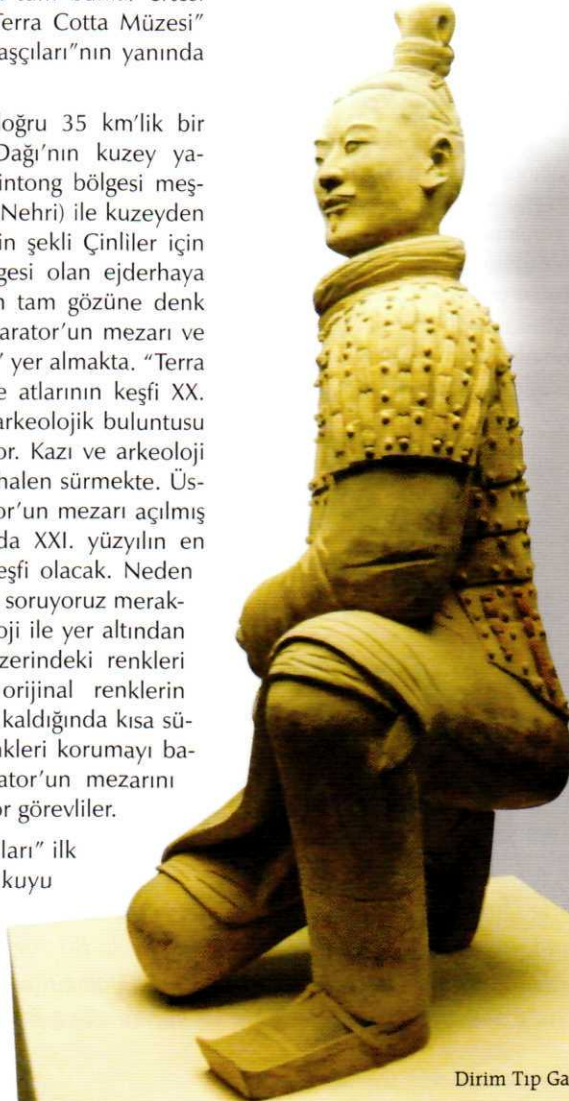 Terra Cotta Müzesi”
aşçıları”nın yanında
loğru 35 km’lik bir
Dağı’nın kuzey ya-
intong bölgesi meş-
Nehri) ile kuzeyden
in şekli Çinliler için
gesi olan ejderhaya
n tam gözüne denk
arator’un mezarı ve
” yer almakta. “Terra
e atlarının keşfi XX.
arkeolojik buluntusu
or. Kazı ve arkeoloji
halen sürmekte. Üs-
or’un mezarı açılmış
da XXI. yüzyılın en
eşfi olacak. Neden
soruyoruz merak-
oji ile yer altından
zerindeki renkleri
orijinal renklerin
kaldığında kısa sü-
nkleri korumayı ba-
rator’un mezarını
or görevliler.
ları” ilk
kuyu
Dirim Tıp Ga